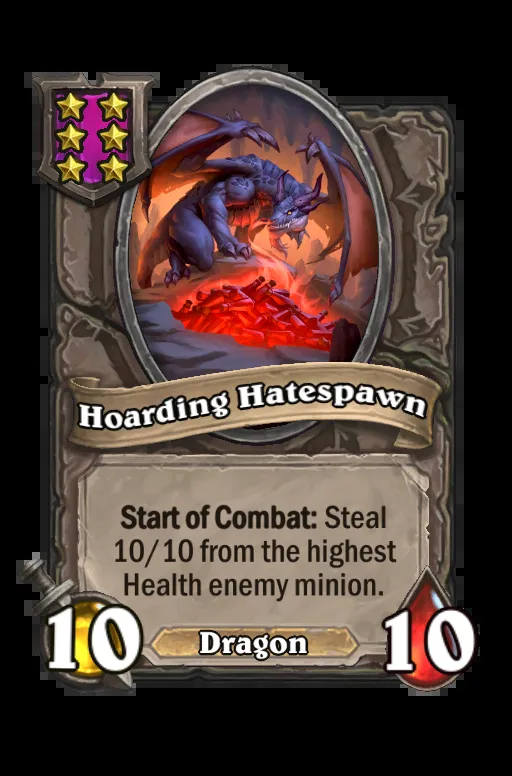 Hoarding Hatespawn
Start of Combat: Steal
10/10 from the highest
Health enemy minion.
10
Dragon
10